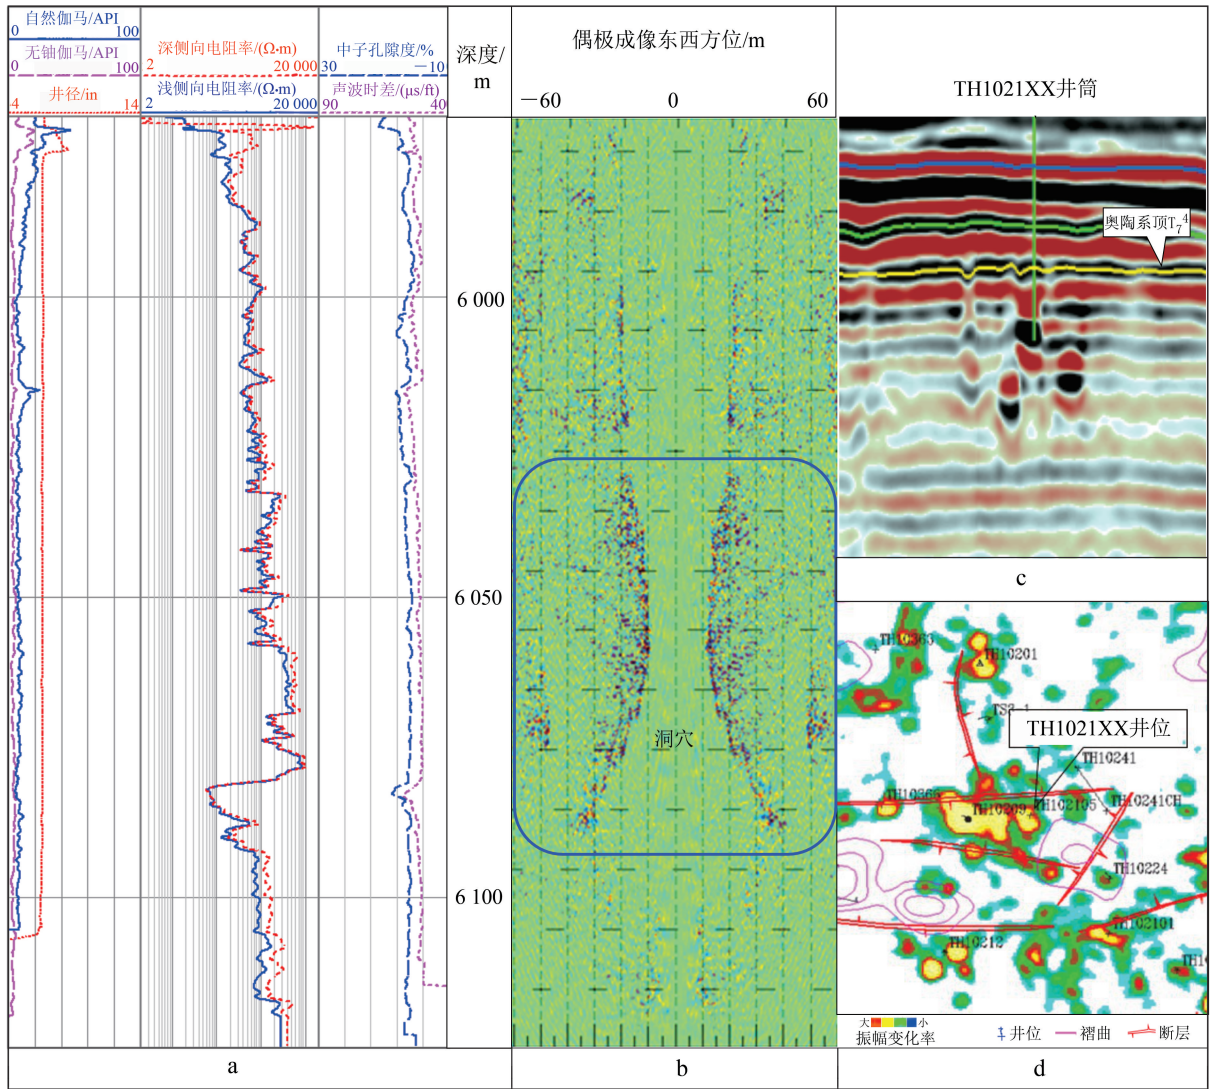 自然伽马/API
0 100
无铀伽马/API
0 100
井径/in
4 14
深侧向电阻率/(Ω·m)
2 20 000
浅侧向电阻率/(Ω·m)
2 20 000
中子孔隙度/%
30 −10
声波时差/(μs/ft)
90 40
深度/
m
6 000
6 050
6 100
偶极成像东西方位/m
−60 0 60
洞穴
TH1021XX井筒
奥陶系顶T₇⁴
c
TH10363
TH10201
TS3-1
TH1021XX井位
TH10241
TH10366
TH10209
TH102105
TH10241CH
TH10224
TH102101
TH10212
大 小
振幅变化率
井位
褶曲
断层
a
b
d